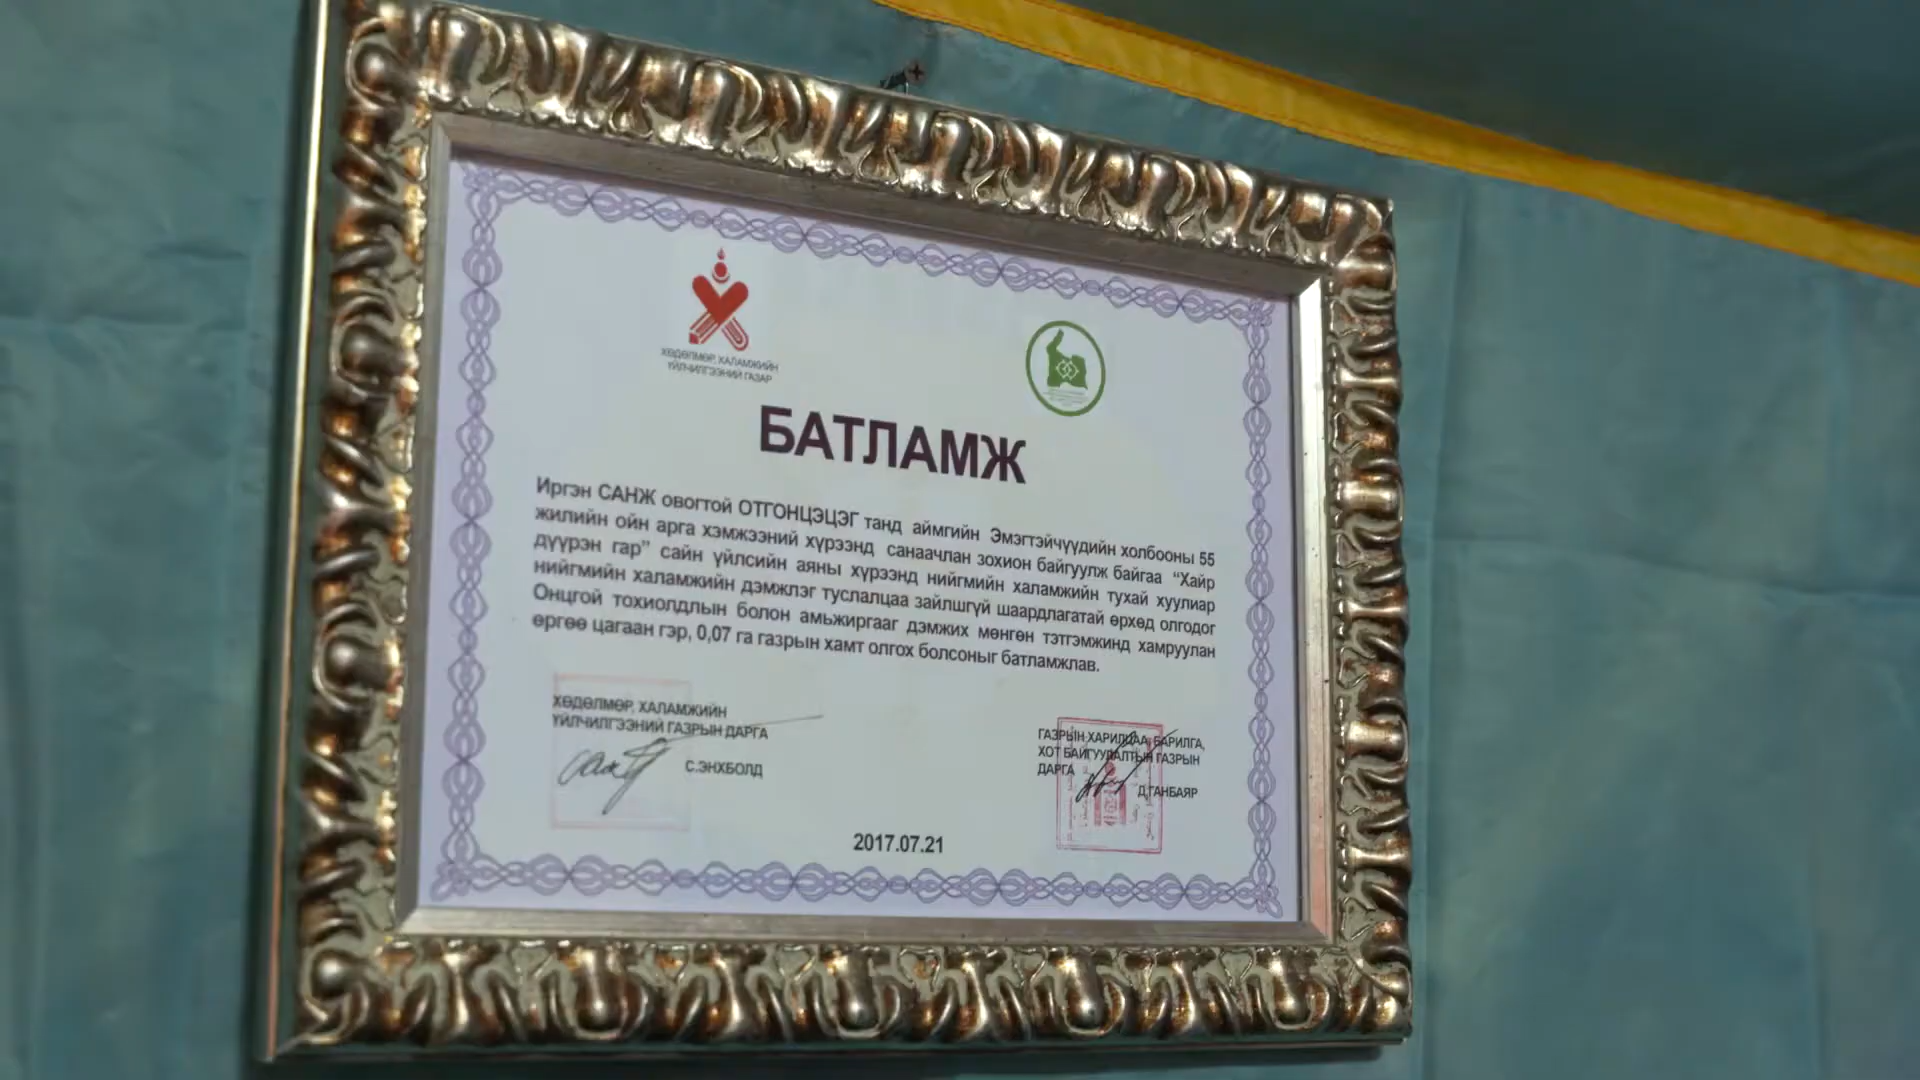 ХӨДӨЛМӨР, ХАЛАМЖИЙН
ҮЙЛЧИЛГЭЭНИЙ ГАЗАР
БАТЛАМЖ
Иргэн САНЖ овогтой ОТГОНЦЭЦЭГ танд аймгийн Эмэгтэйчүүдийн холбооны 55
жилийн ойн арга хэмжээний хүрээнд санаачлан зохион байгуулж байгаа “Хайр
дүүрэн гар” сайн үйлсийн аяны хүрээнд нийгмийн халамжийн тухай хуулиар
нийгмийн халамжийн дэмжлэг туслалцаа зайлшгүй шаардлагатай өрхөд олгодог
Онцгой тохиолдлын болон амьжиргааг дэмжих мөнгөн тэтгэмжинд хамруулан
өргөө цагаан гэр, 0,07 га газрын хамт олгох болсоныг батламжлав.
ХӨДӨЛМӨР, ХАЛАМЖИЙН
ҮЙЛЧИЛГЭЭНИЙ ГАЗРЫН ДАРГА
С.ЭНХБОЛД
ГАЗРЫН ХАРИЛЦАА, БАРИЛГА,
ХОТ БАЙГУУЛАЛТЫН ГАЗРЫН
ДАРГА
Д.ГАНБАЯР
2017.07.21